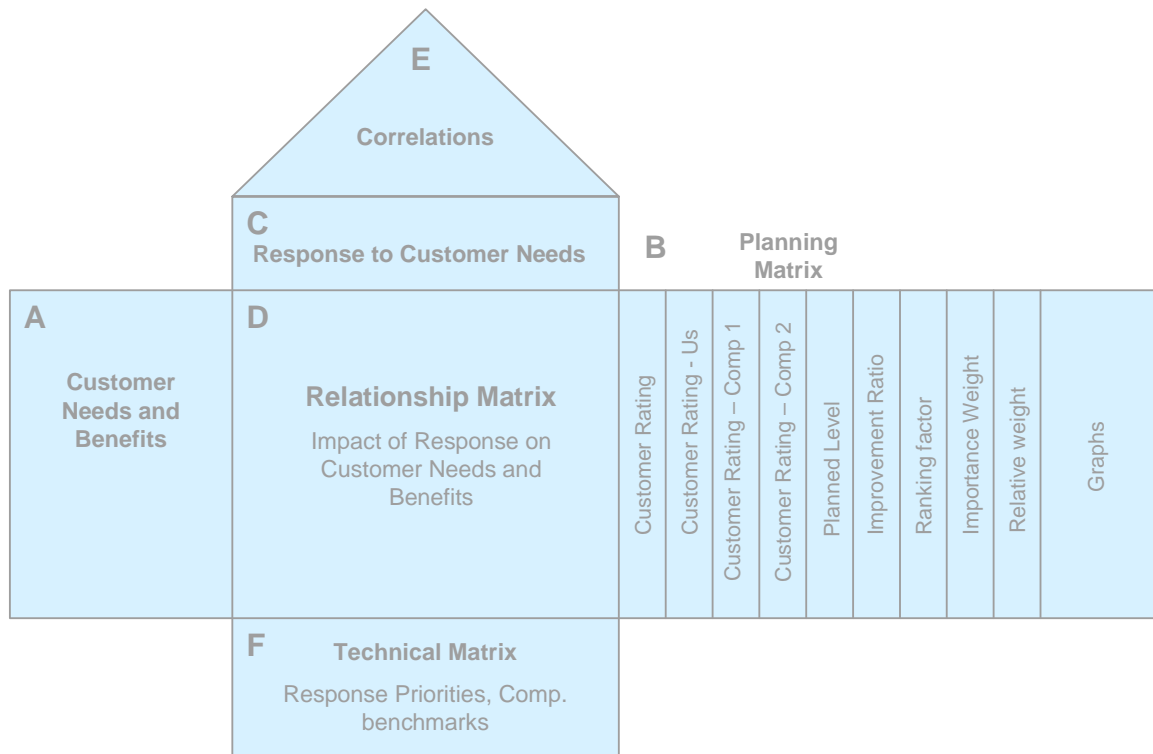 E
Correlations
C
Response to Customer Needs
B
Planning
Matrix
A
Customer
Needs and
Benefits
D
Relationship Matrix
Impact of Response on
Customer Needs and
Benefits
Customer Rating
Customer Rating - Us
Customer Rating – Comp 1
Customer Rating – Comp 2
Planned Level
Improvement Ratio
Ranking factor
Importance Weight
Relative weight
Graphs
F
Technical Matrix
Response Priorities, Comp.
benchmarks